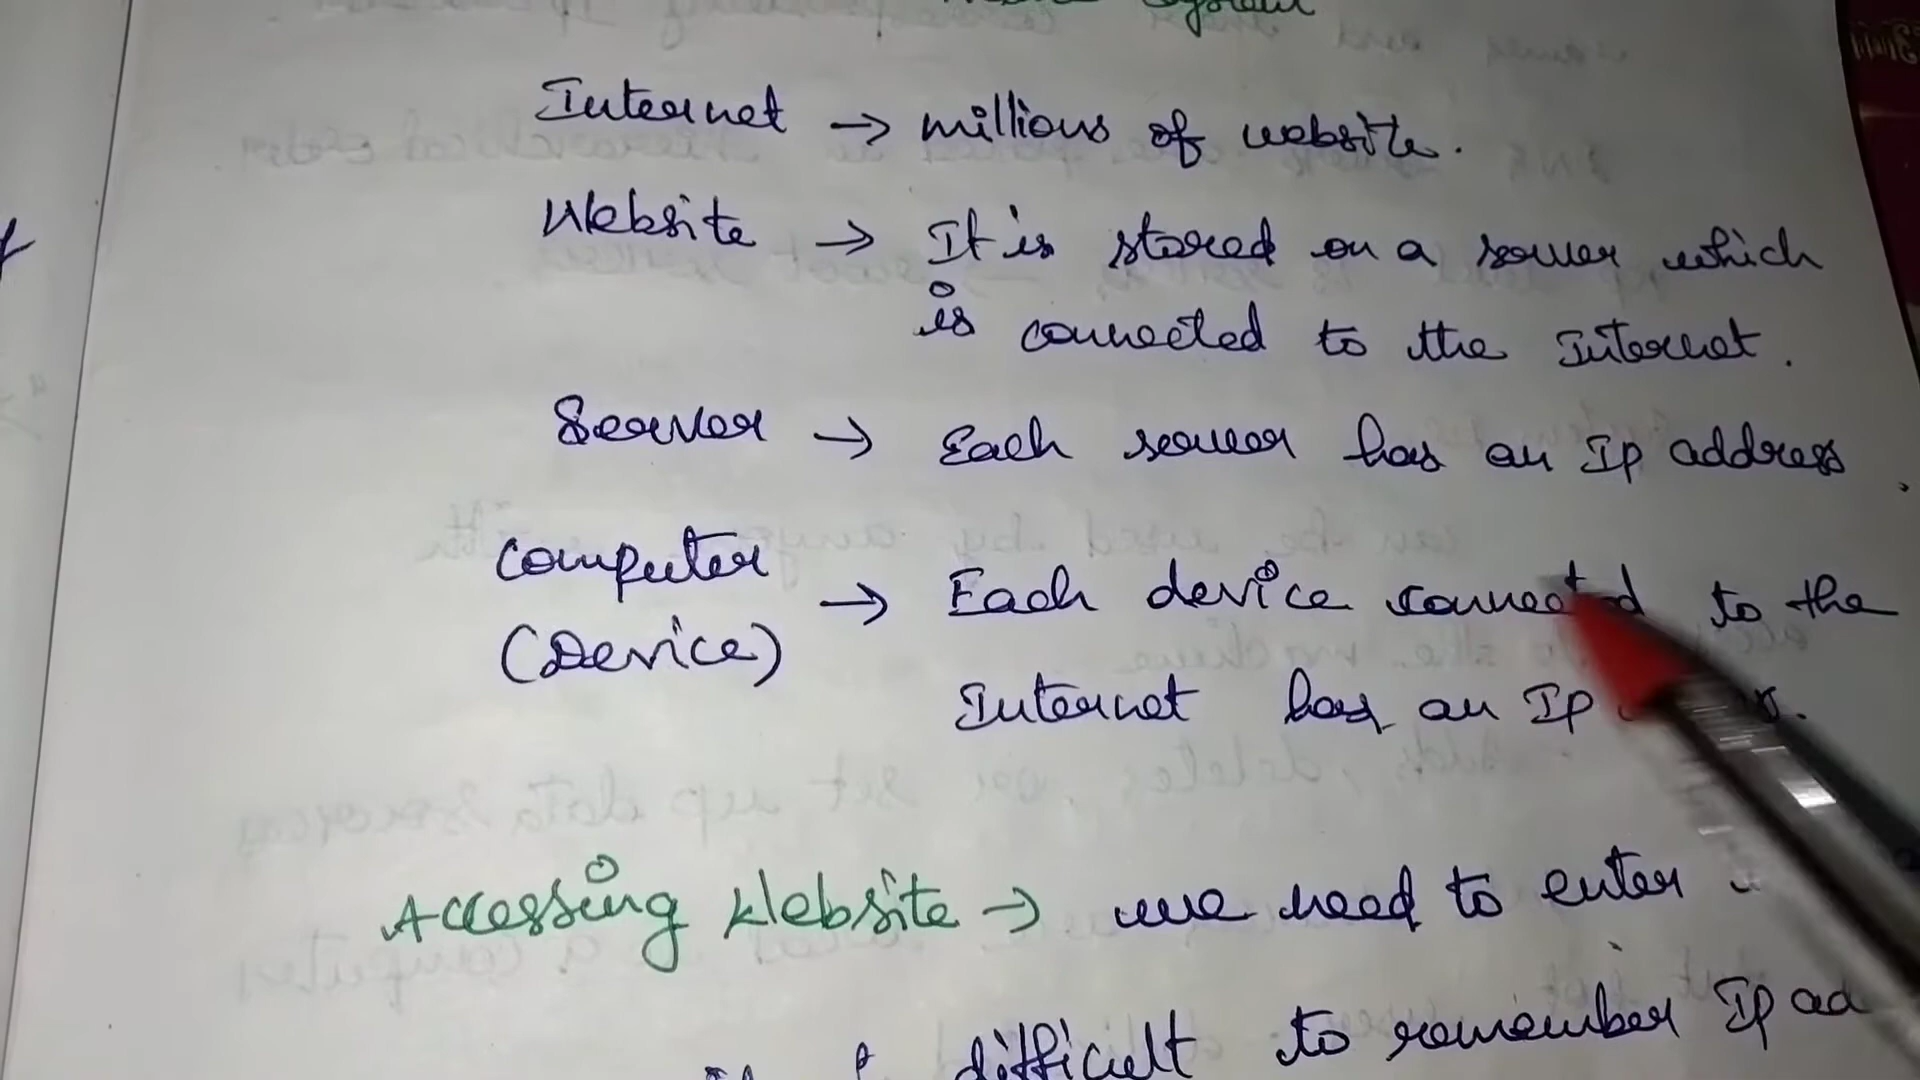 System
Internet → millions of website.
Website → It is stored on a server which
is connected to the Internet.
Server → Each server has an Ip address.
Computer
(Device) → Each device connected to the
Internet has an Ip
Accessing Website → we need to enter
difficult to remember Ip ad